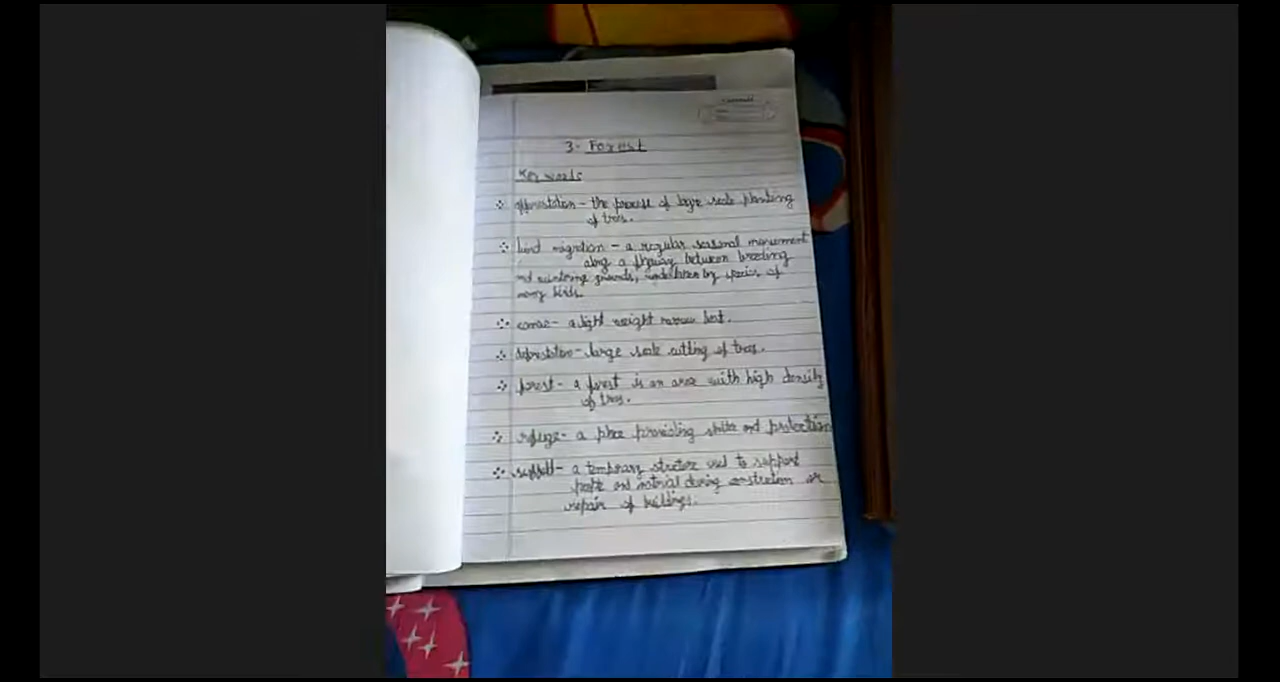 3- Forest
Key words
afforestation - the process of large scale planting
of trees.
bird migration - a regular seasonal movement
along a flyway between breeding
and wintering grounds, undertaken by species of
many birds.
canoe - a light weight narrow boat.
deforestation - large scale cutting of trees.
forest - a forest is an area with high density
of trees.
refuge - a place providing shelter and protection
a temporary structure used to support
people and material during construction or
repair of buildings.